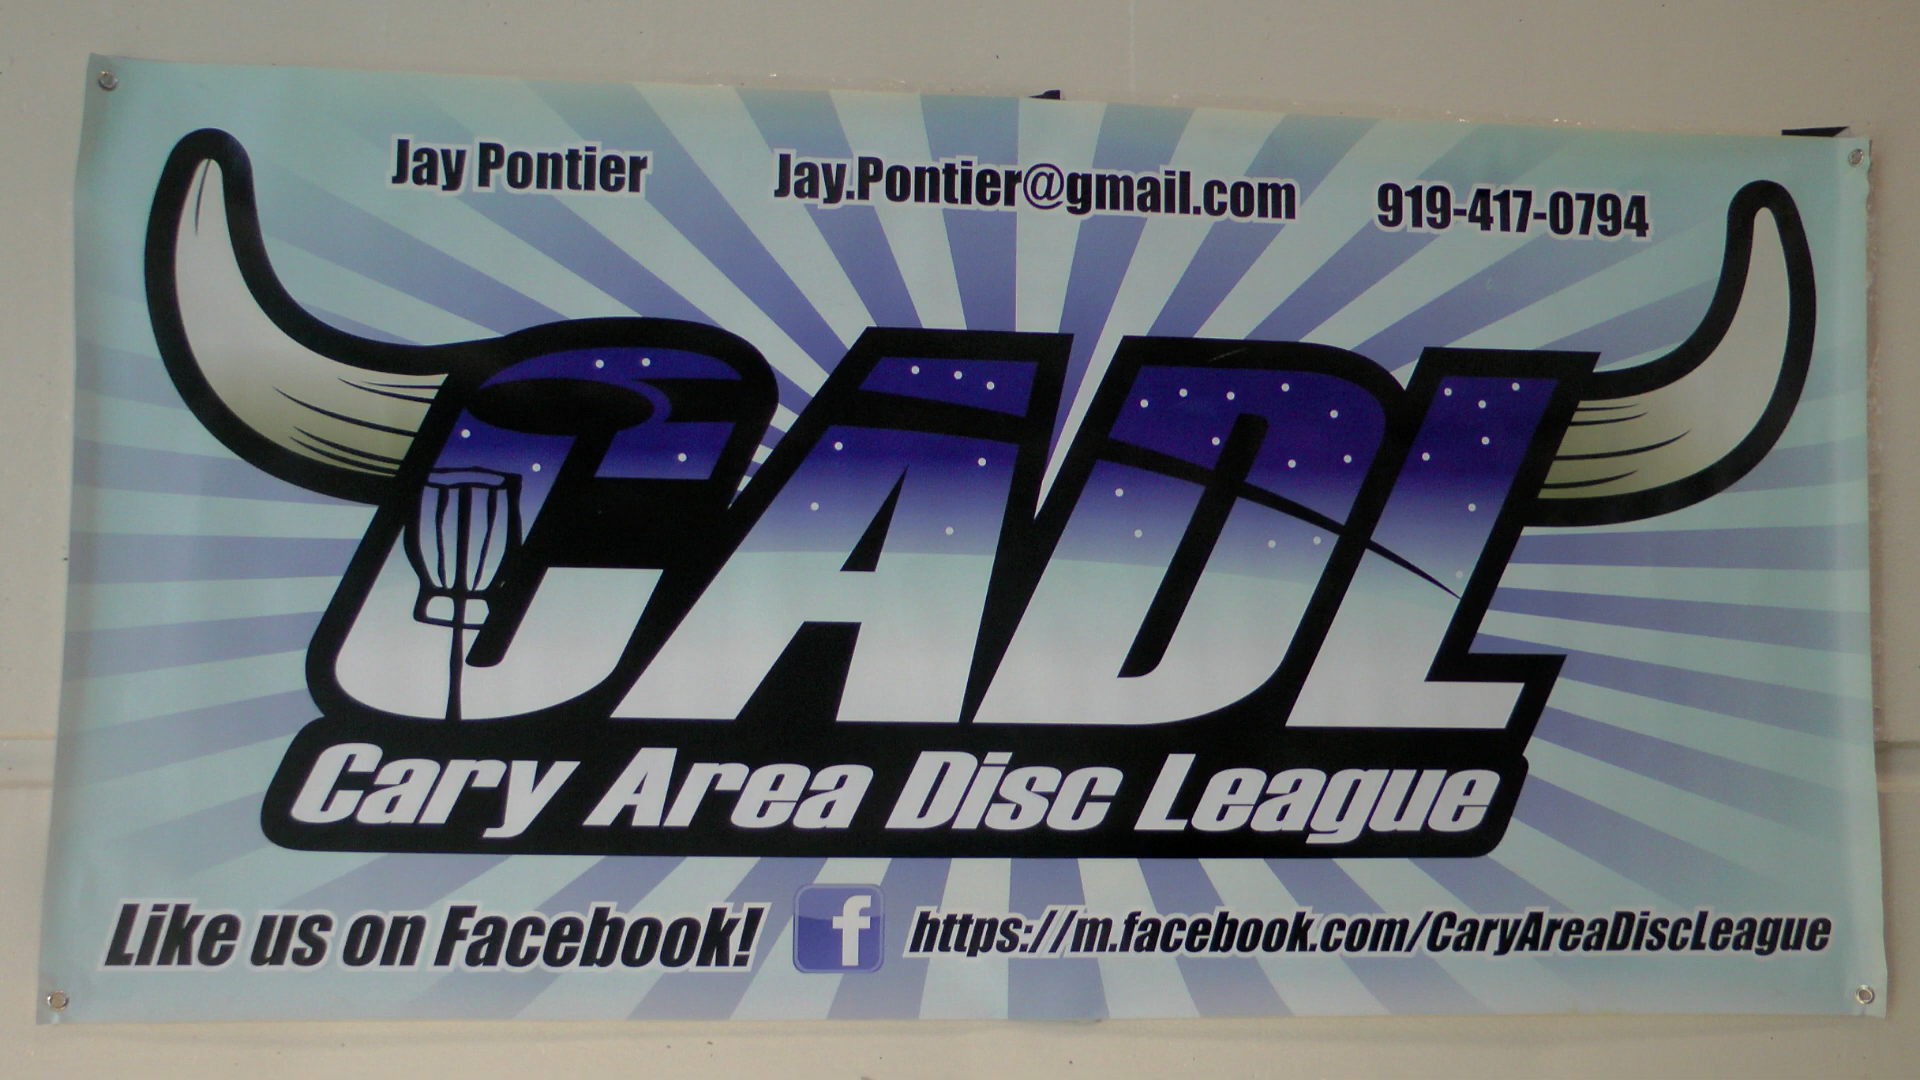 Jay Pontier Jay.Pontier@gmail.com 919-417-0794
CADL
Cary Area Disc League
Like us on Facebook! f https://m.facebook.com/CaryAreaDiscLeague